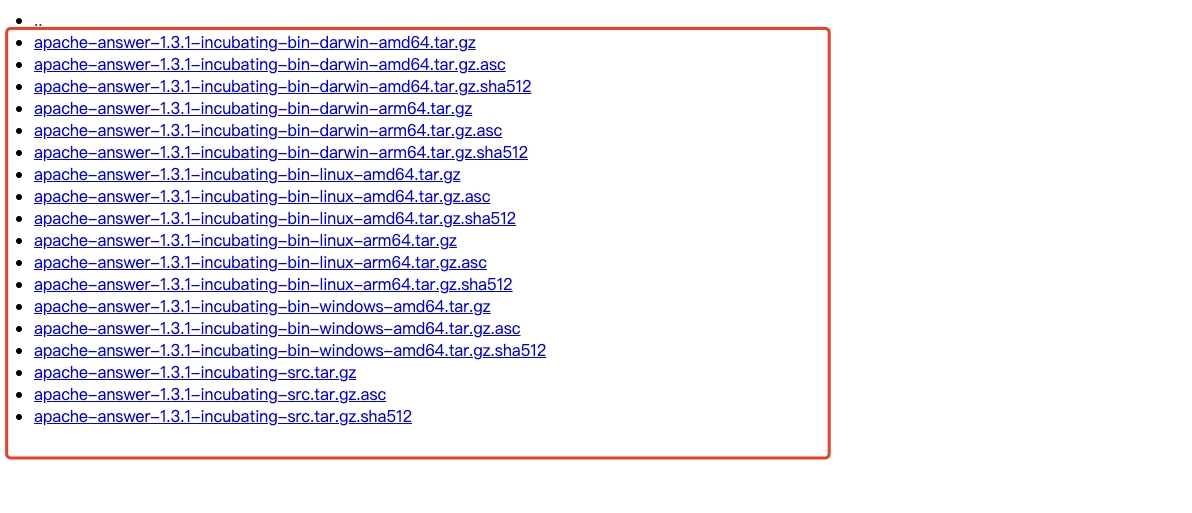 ..
apache-answer-1.3.1-incubating-bin-darwin-amd64.tar.gz
apache-answer-1.3.1-incubating-bin-darwin-amd64.tar.gz.asc
apache-answer-1.3.1-incubating-bin-darwin-amd64.tar.gz.sha512
apache-answer-1.3.1-incubating-bin-darwin-arm64.tar.gz
apache-answer-1.3.1-incubating-bin-darwin-arm64.tar.gz.asc
apache-answer-1.3.1-incubating-bin-darwin-arm64.tar.gz.sha512
apache-answer-1.3.1-incubating-bin-linux-amd64.tar.gz
apache-answer-1.3.1-incubating-bin-linux-amd64.tar.gz.asc
apache-answer-1.3.1-incubating-bin-linux-amd64.tar.gz.sha512
apache-answer-1.3.1-incubating-bin-linux-arm64.tar.gz
apache-answer-1.3.1-incubating-bin-linux-arm64.tar.gz.asc
apache-answer-1.3.1-incubating-bin-linux-arm64.tar.gz.sha512
apache-answer-1.3.1-incubating-bin-windows-amd64.tar.gz
apache-answer-1.3.1-incubating-bin-windows-amd64.tar.gz.asc
apache-answer-1.3.1-incubating-bin-windows-amd64.tar.gz.sha512
apache-answer-1.3.1-incubating-src.tar.gz
apache-answer-1.3.1-incubating-src.tar.gz.asc
apache-answer-1.3.1-incubating-src.tar.gz.sha512